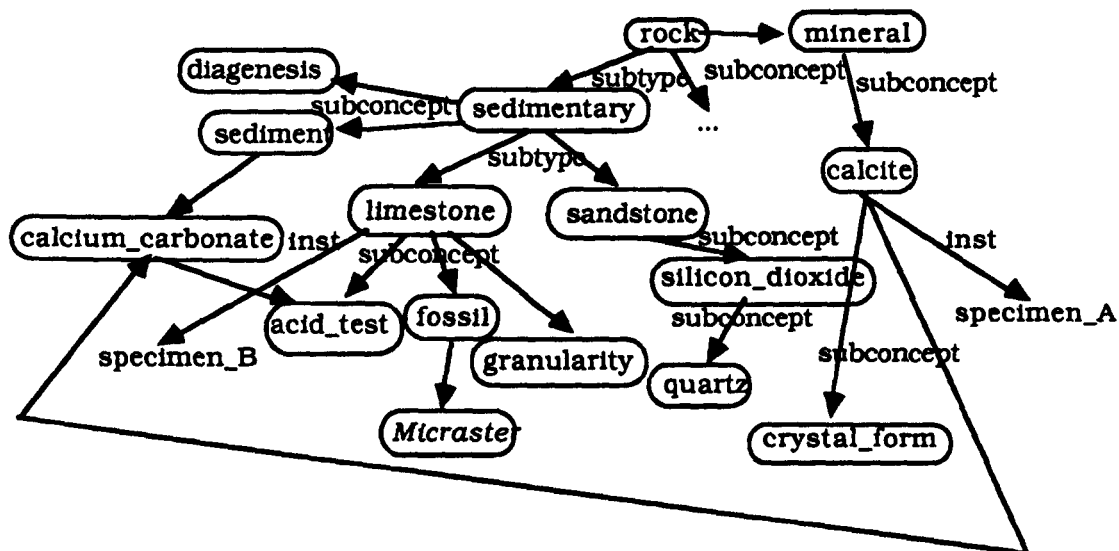 rock
mineral
diagenesis
subtype
subconcept
subconcept
subconcept
sedimentary
...
sediment
subtype
calcite
limestone
sandstone
calcium_carbonate
inst
subconcept
subconcept
inst
silicon_dioxide
specimen_A
acid_test
fossil
subconcept
specimen_B
granularity
subconcept
quartz
Micraster
crystal_form